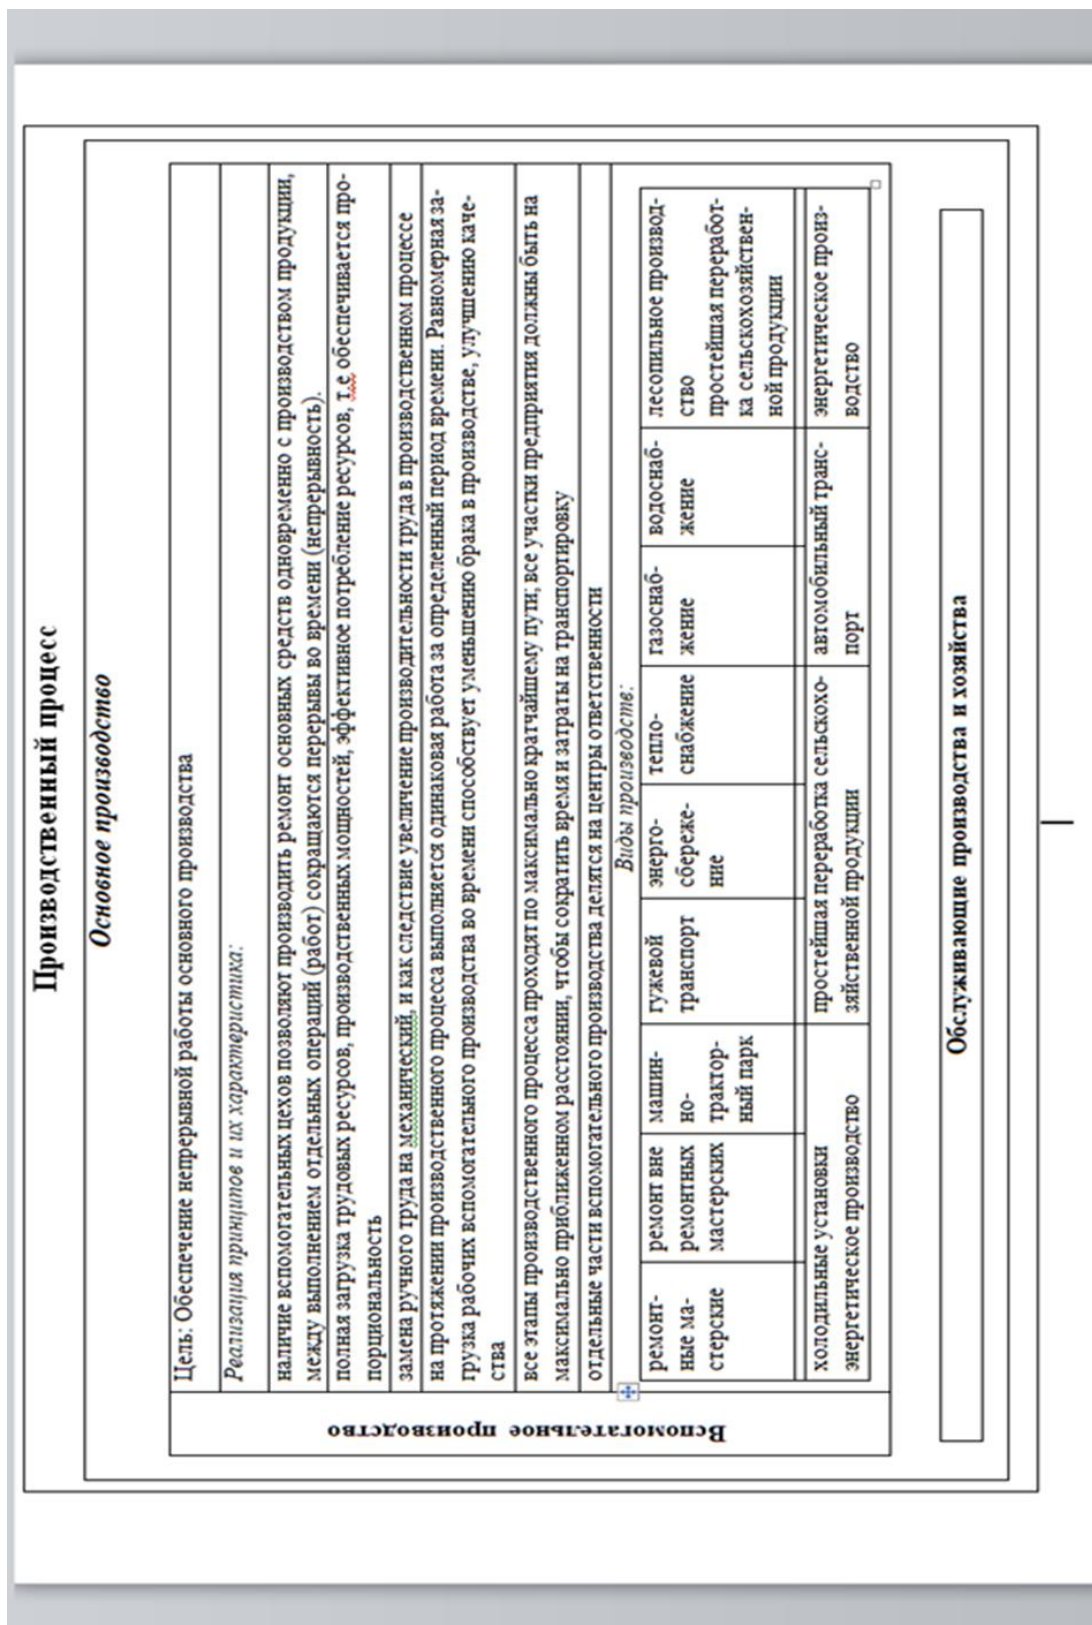 Производственный процесс
Основное производство
Вспомогательное производство
Цель: Обеспечение непрерывной работы основного производства
Реализация принципов и их характеристика:
наличие вспомогательных цехов позволяют производить ремонт основных средств одновременно с производством продукции,
между выполнением отдельных операций (работ) сокращаются перерывы во времени (непрерывность).
полная загрузка трудовых ресурсов, производственных мощностей, эффективное потребление ресурсов, т.е обеспечивается про-
порциональность
замена ручного труда на механический, и как следствие увеличение производительности труда в производственном процессе
на протяжении производственного процесса выполняется одинаковая работа за определенный период времени. Равномерная за-
грузка рабочих вспомогательного производства во времени способствует уменьшению брака в производстве, улучшению каче-
ства
все этапы производственного процесса проходят по максимально кратчайшему пути; все участки предприятия должны быть на
максимально приближенном расстоянии, чтобы сократить время и затраты на транспортировку
отдельные части вспомогательного производства делятся на центры ответственности
Виды производств:
ремонт-
ные ма-
стерские
ремонт вне
ремонтных
мастерских
машин-
но-
трактор-
ный парк
гужевой
транспорт
энерго-
сбереже-
ние
тепло-
снабжение
газоснаб-
жение
водоснаб-
жение
лесопильное производ-
ство
простейшая переработ-
ка сельскохозяйствен-
ной продукции
холодильные установки
энергетическое производство
простейшая переработка сельскохо-
зяйственной продукции
автомобильный транс-
порт
энергетическое произ-
водство
Обслуживающие производства и хозяйства